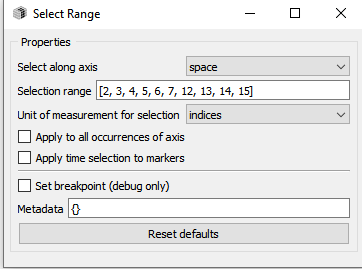 Select Range
Properties
Select along axis space
Selection range [2, 3, 4, 5, 6, 7, 12, 13, 14, 15]
Unit of measurement for selection indices
Apply to all occurrences of axis
Apply time selection to markers
Set breakpoint (debug only)
Metadata {}
Reset defaults